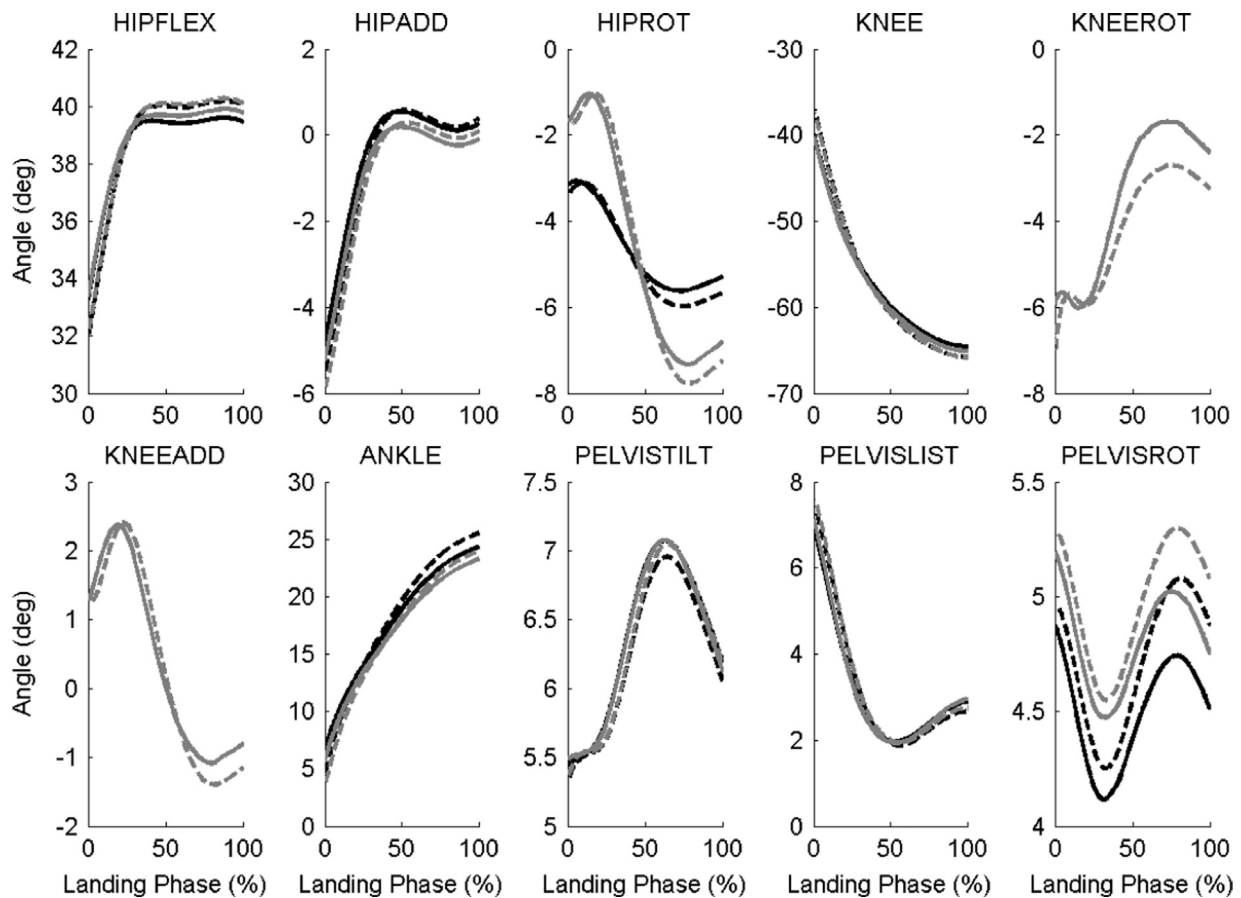 HIPFLEX HIPADD HIPROT KNEE KNEEROT
42 2 0 -30 0
40 0 -2 -40 -2
38
36 -2 -4 -50 -4
34 -4 -6 -60 -6
32
30 -6 -8 -70 -8
Angle (deg)
0 50 100 0 50 100 0 50 100 0 50 100 0 50 100
KNEEADD ANKLE PELVISTILT PELVISLIST PELVISROT
3 30 7.5 8 5.5
2 25 7 6 5
1 20 6.5 4 4.5
0 15 6 2 4
-1 10 5.5 0
-2 5 5
0
Angle (deg)
0 50 100 0 50 100 0 50 100 0 50 100 0 50 100
Landing Phase (%) Landing Phase (%) Landing Phase (%) Landing Phase (%) Landing Phase (%)